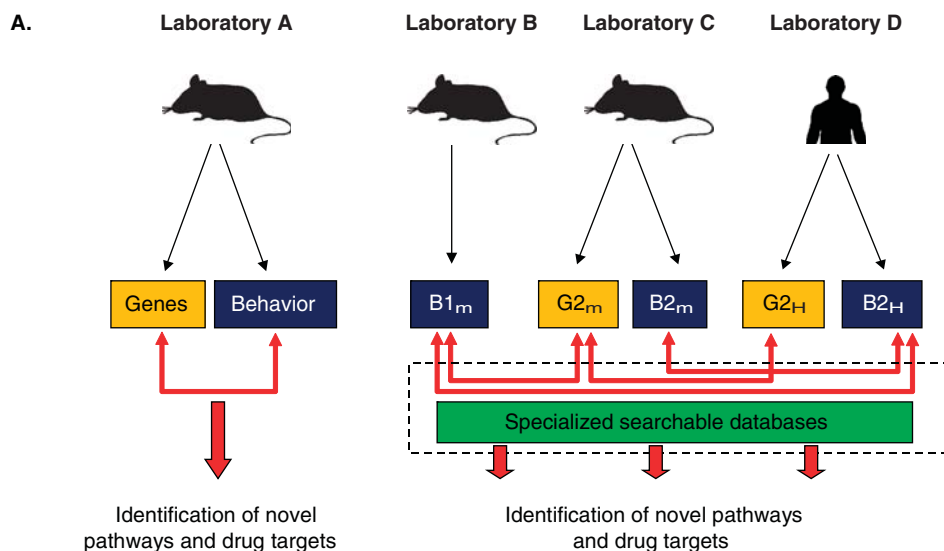 A.
Laboratory A
Laboratory B
Laboratory C
Laboratory D
Genes
Behavior
B1m
G2m
B2m
G2H
B2H
Specialized searchable databases
Identification of novel
pathways and drug targets
Identification of novel pathways
and drug targets